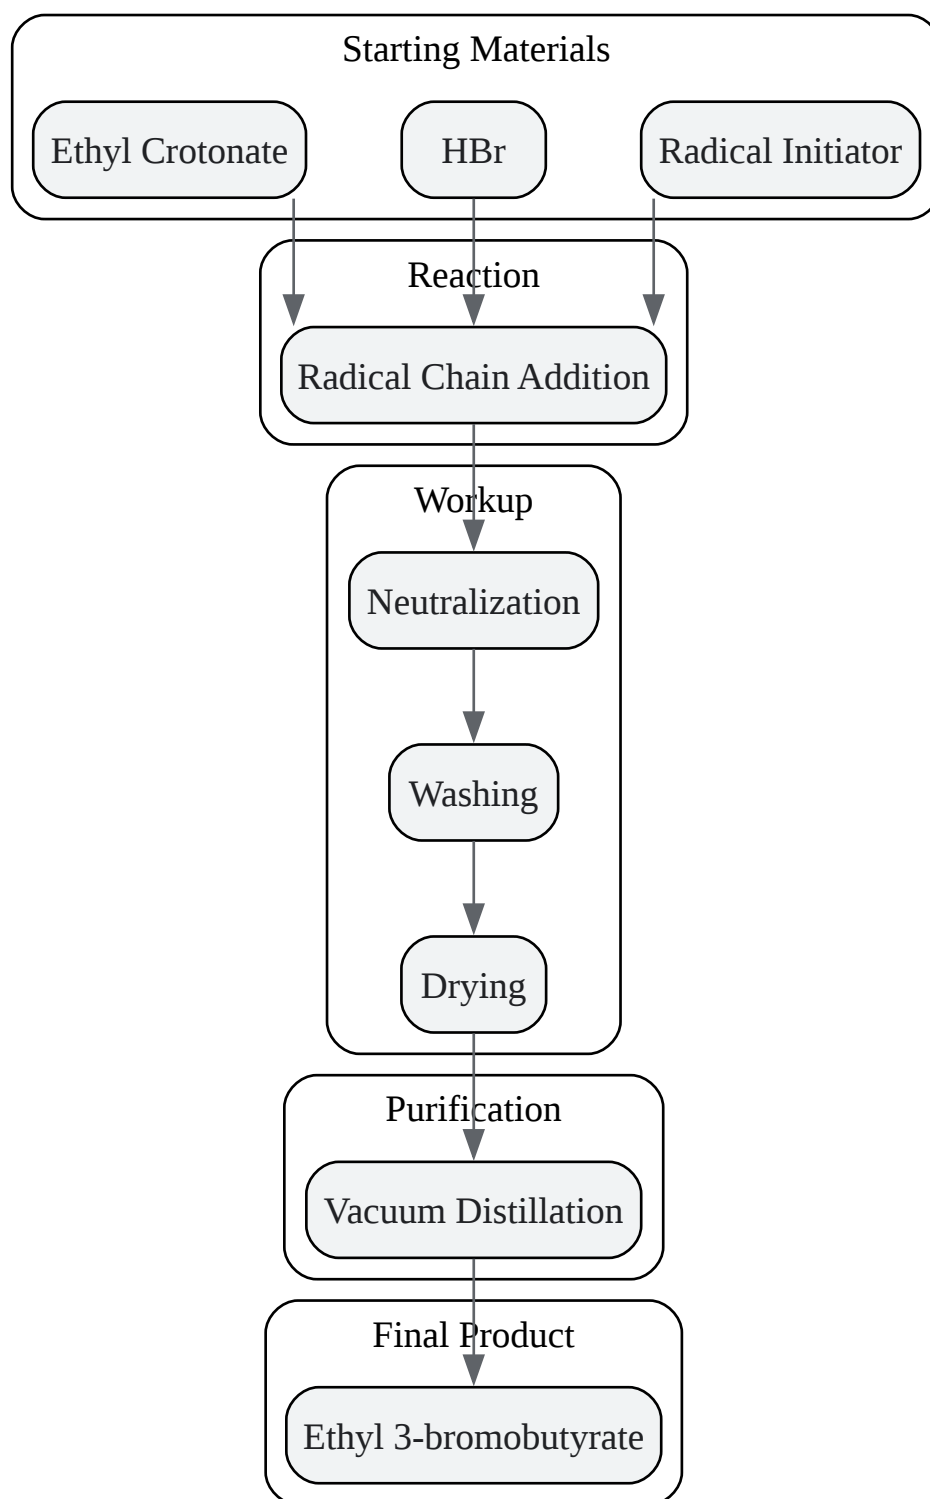 Starting Materials
Ethyl Crotonate
HBr
Radical Initiator
Reaction
Radical Chain Addition
Workup
Neutralization
Washing
Drying
Purification
Vacuum Distillation
Final Product
Ethyl 3-bromobutyrate